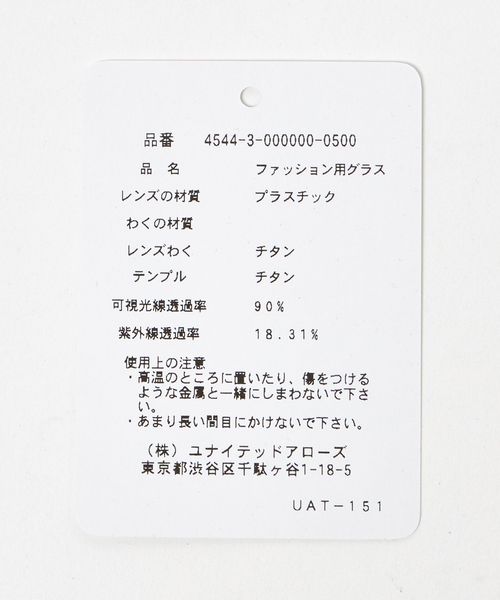 品番 4544-3-000000-0500
品 名 ファッション用グラス
レンズの材質 プラスチック
わくの材質
レンズわく チタン
テンプル チタン
可視光線透過率 90%
紫外線透過率 18.31%
使用上の注意
・高温のところに置いたり、傷をつける
ような金属と一緒にしまわないで下さ
い。
・あまり長い間目にかけないで下さい。
(株) ユナイテッドアローズ
東京都渋谷区千駄ヶ谷1-18-5
UAT-151